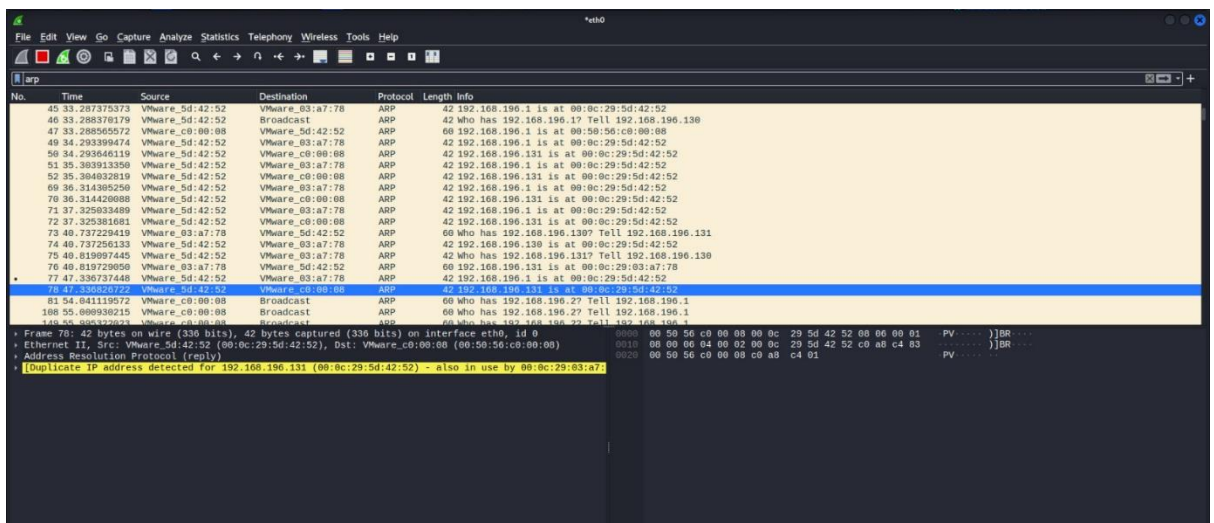 *eth0
File Edit View Go Capture Analyze Statistics Telephony Wireless Tools Help
arp
No. Time Source Destination Protocol Length Info
45 33.287375373 VMware_5d:42:52 VMware_03:a7:78 ARP 42 192.168.196.1 is at 00:0c:29:5d:42:52
46 33.288370179 VMware_5d:42:52 Broadcast ARP 42 Who has 192.168.196.1? Tell 192.168.196.130
47 33.288565572 VMware_c0:00:08 VMware_5d:42:52 ARP 60 192.168.196.1 is at 00:50:56:c0:00:08
49 34.293399474 VMware_5d:42:52 VMware_03:a7:78 ARP 42 192.168.196.1 is at 00:0c:29:5d:42:52
50 34.293646119 VMware_5d:42:52 VMware_c0:00:08 ARP 42 192.168.196.131 is at 00:0c:29:5d:42:52
51 35.303913350 VMware_5d:42:52 VMware_03:a7:78 ARP 42 192.168.196.1 is at 00:0c:29:5d:42:52
52 35.304032819 VMware_5d:42:52 VMware_c0:00:08 ARP 42 192.168.196.131 is at 00:0c:29:5d:42:52
69 36.314305250 VMware_5d:42:52 VMware_03:a7:78 ARP 42 192.168.196.1 is at 00:0c:29:5d:42:52
70 36.314420088 VMware_5d:42:52 VMware_c0:00:08 ARP 42 192.168.196.131 is at 00:0c:29:5d:42:52
71 37.325033489 VMware_5d:42:52 VMware_03:a7:78 ARP 42 192.168.196.1 is at 00:0c:29:5d:42:52
72 37.325381681 VMware_5d:42:52 VMware_c0:00:08 ARP 42 192.168.196.131 is at 00:0c:29:5d:42:52
73 40.737229419 VMware_03:a7:78 VMware_5d:42:52 ARP 60 Who has 192.168.196.130? Tell 192.168.196.131
74 40.737256133 VMware_5d:42:52 VMware_03:a7:78 ARP 42 192.168.196.130 is at 00:0c:29:5d:42:52
75 40.819097445 VMware_5d:42:52 VMware_03:a7:78 ARP 42 Who has 192.168.196.131? Tell 192.168.196.130
76 40.819729050 VMware_03:a7:78 VMware_5d:42:52 ARP 60 192.168.196.131 is at 00:0c:29:03:a7:78
77 47.336737448 VMware_5d:42:52 VMware_03:a7:78 ARP 42 192.168.196.1 is at 00:0c:29:5d:42:52
78 47.336826722 VMware_5d:42:52 VMware_c0:00:08 ARP 42 192.168.196.131 is at 00:0c:29:5d:42:52
81 54.041119572 VMware_c0:00:08 Broadcast ARP 60 Who has 192.168.196.2? Tell 192.168.196.1
108 55.000930215 VMware_c0:00:08 Broadcast ARP 60 Who has 192.168.196.2? Tell 192.168.196.1
149 55.995322023 VMware_c0:00:08 Broadcast ARP 60 Who has 192.168.196.2? Tell 192.168.196.1
Frame 78: 42 bytes on wire (336 bits), 42 bytes captured (336 bits) on interface eth0, id 0
Ethernet II, Src: VMware_5d:42:52 (00:0c:29:5d:42:52), Dst: VMware_c0:00:08 (00:50:56:c0:00:08)
Address Resolution Protocol (reply)
[Duplicate IP address detected for 192.168.196.131 (00:0c:29:5d:42:52) - also in use by 00:0c:29:03:a7:
0000 00 50 56 c0 00 08 00 0c 29 5d 42 52 08 06 00 01 ·PV····· )]BR····
0010 08 00 06 04 00 02 00 0c 29 5d 42 52 c0 a8 c4 83 ········ )]BR····
0020 00 50 56 c0 00 08 c0 a8 c4 01 ·PV····· ··